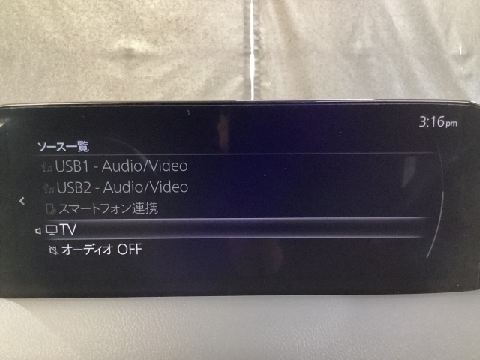 3:16pm
ソース一覧
USB1 - Audio/Video
USB2 - Audio/Video
スマートフォン連携
TV
オーディオ OFF